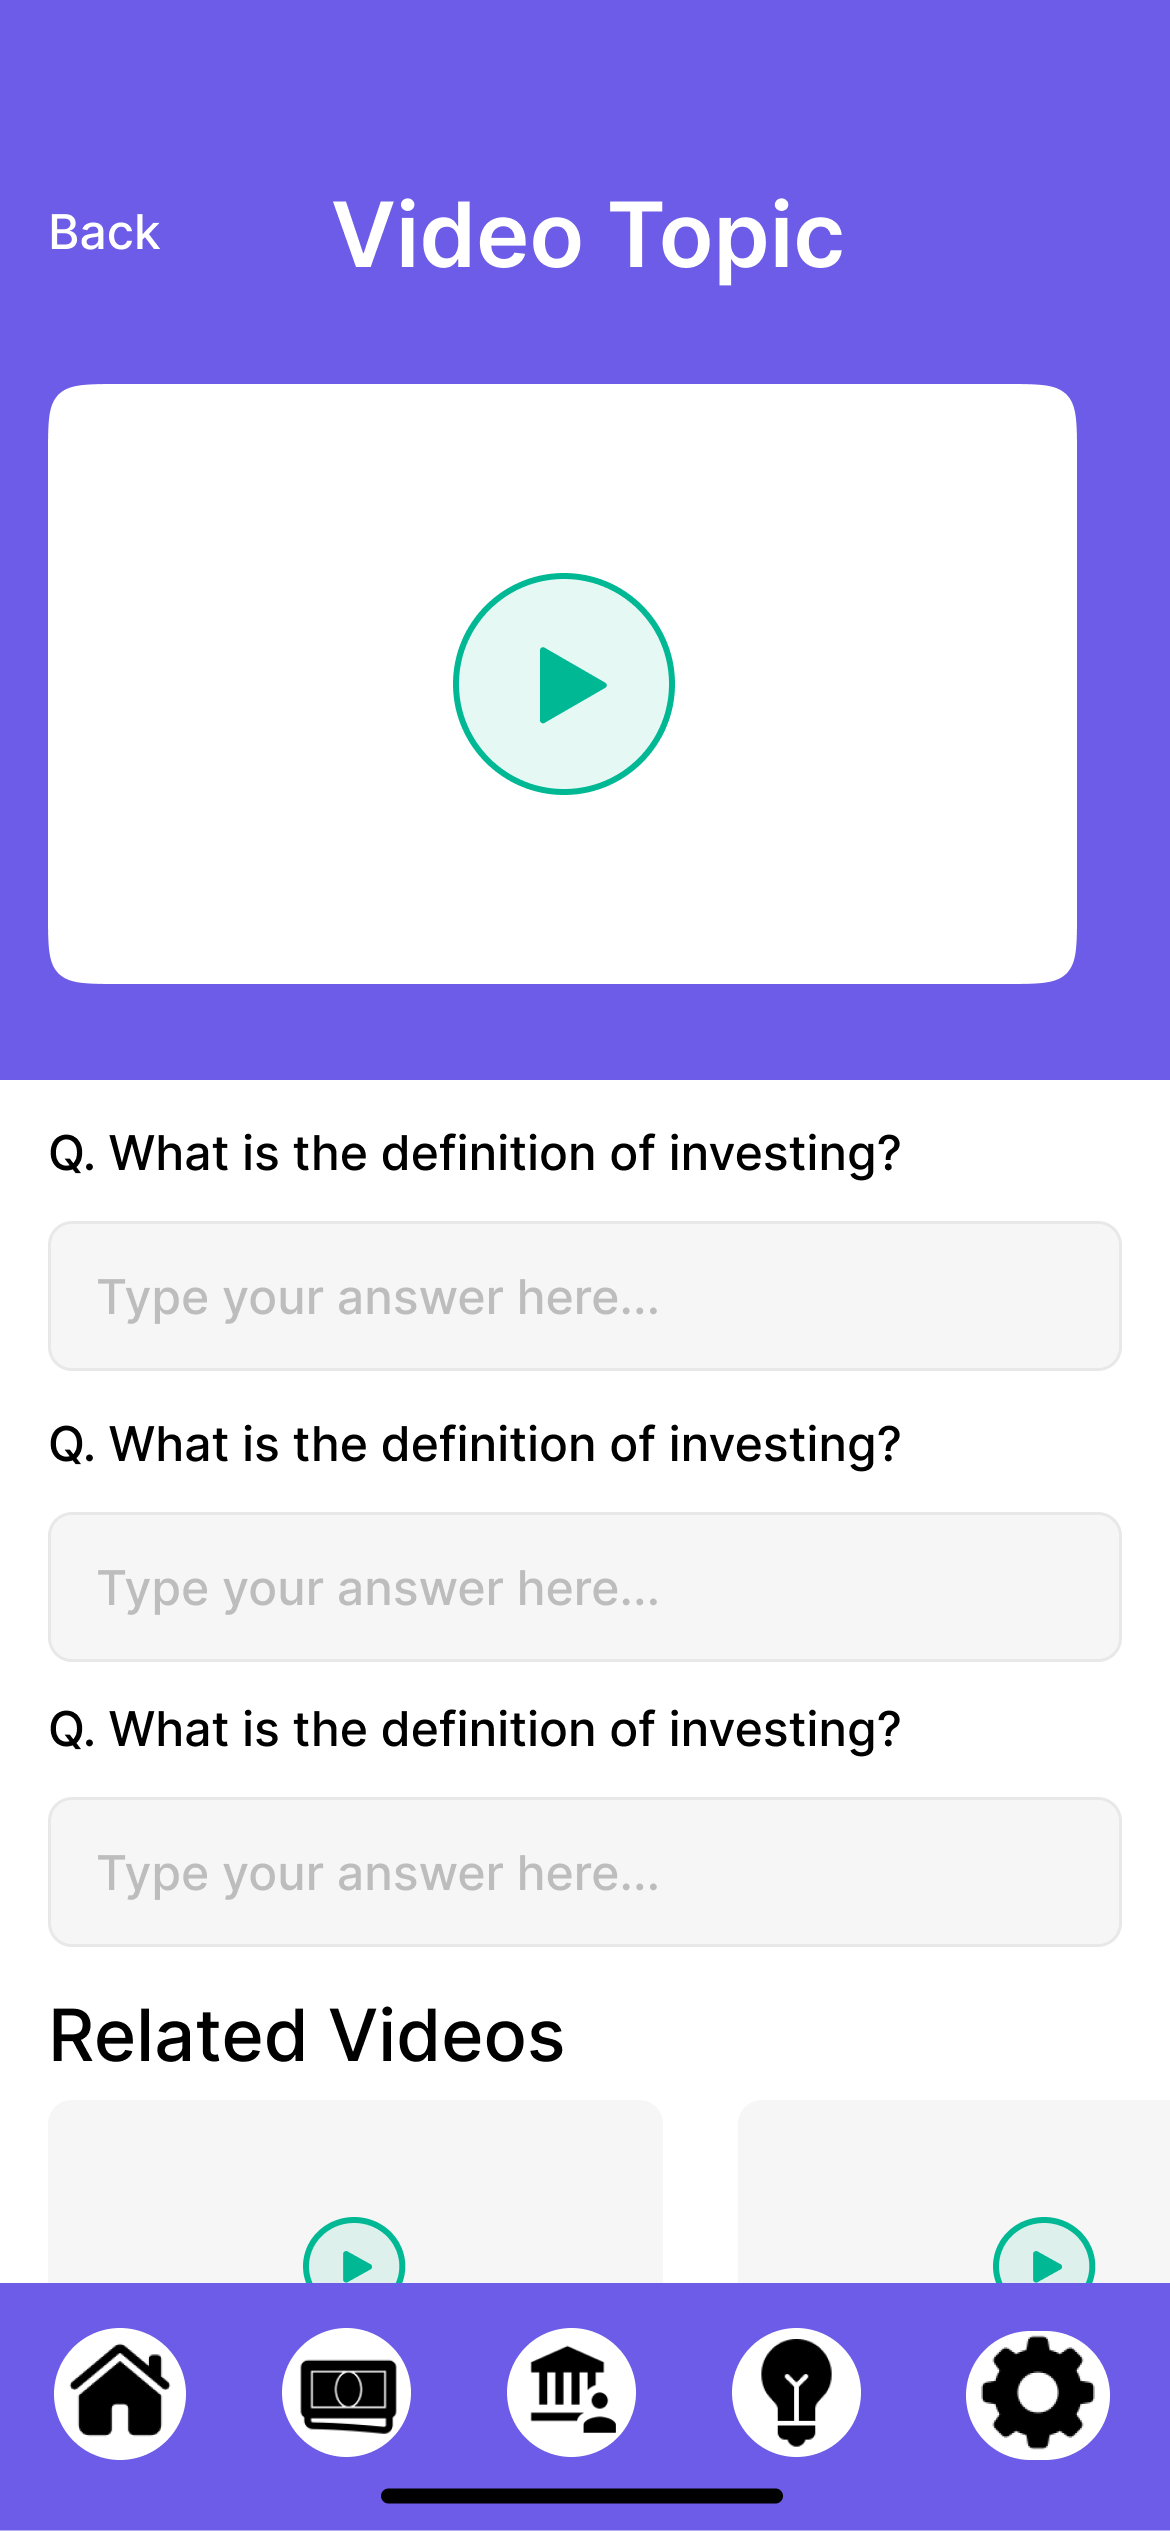 Back
Video Topic
Q. What is the definition of investing?
Type your answer here...
Q. What is the definition of investing?
Type your answer here...
Q. What is the definition of investing?
Type your answer here...
Related Videos